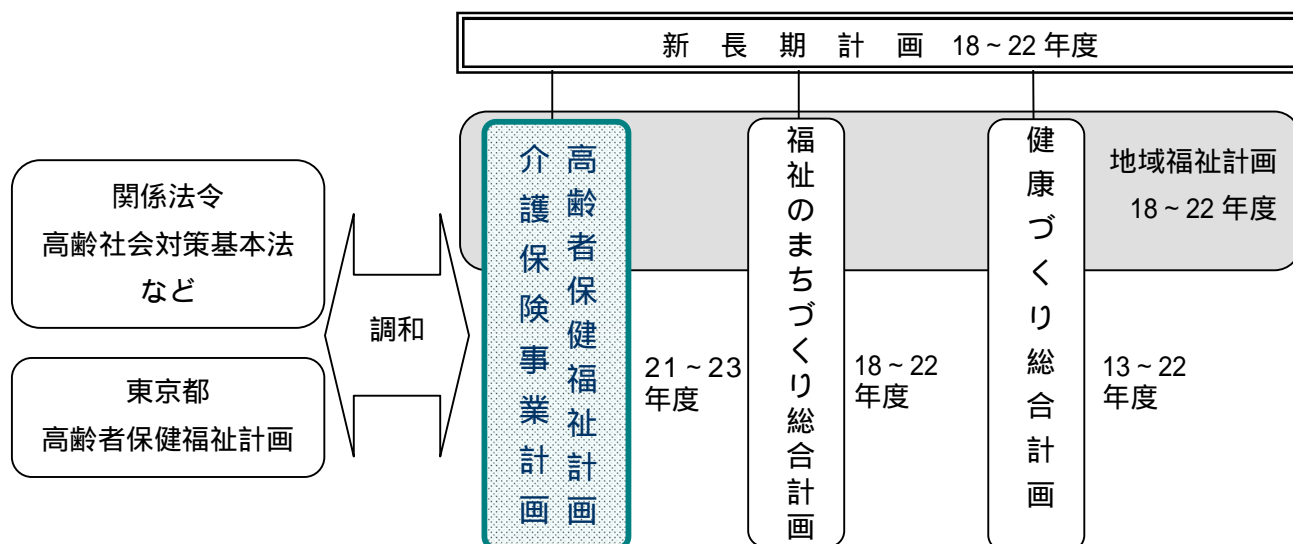 新長期計画 18～22年度
地域福祉計画
18～22年度
関係法令
高齢社会対策基本法
など
東京都
高齢者保健福祉計画
調和
高齢者保健福祉計画
介護保険事業計画
21～23
年度
福祉のまちづくり総合計画
18～22
年度
健康づくり総合計画
13～22
年度